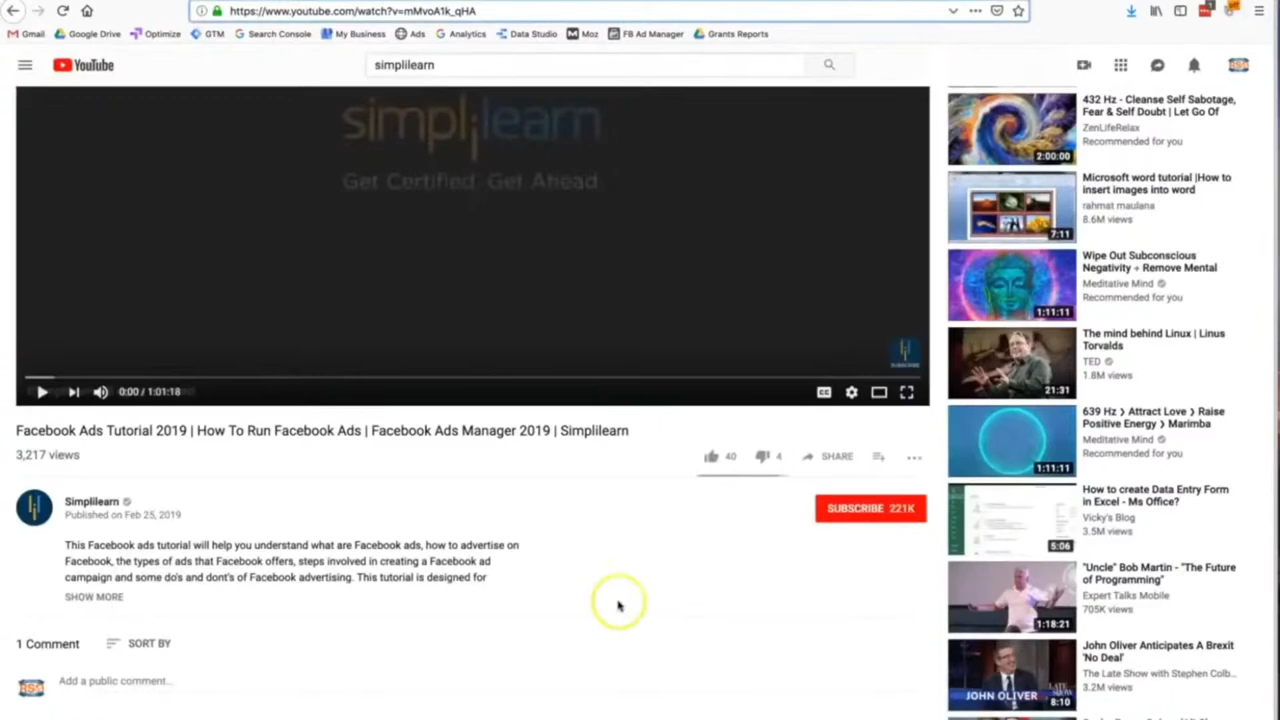 https://www.youtube.com/watch?v=mMvoA1k_qHA
Gmail Google Drive Optimize GTM Search Console My Business Ads Analytics Data Studio Moz FB Ad Manager Grants Reports
YouTube
simplilearn
simplilearn
Get Certified. Get Ahead.
SUBSCRIBE
0:00 / 1:01:18
CC
Facebook Ads Tutorial 2019 | How To Run Facebook Ads | Facebook Ads Manager 2019 | Simplilearn
3,217 views
40 4 SHARE
Simplilearn
Published on Feb 25, 2019
SUBSCRIBE 221K
This Facebook ads tutorial will help you understand what are Facebook ads, how to advertise on
Facebook, the types of ads that Facebook offers, steps involved in creating a Facebook ad
campaign and some do's and dont's of Facebook advertising. This tutorial is designed for
SHOW MORE
1 Comment SORT BY
Add a public comment...
432 Hz - Cleanse Self Sabotage,
Fear & Self Doubt | Let Go Of
ZenLifeRelax
Recommended for you
2:00:00
Microsoft word tutorial |How to
insert images into word
rahmat maulana
8.6M views
7:11
Wipe Out Subconscious
Negativity ÷ Remove Mental
Meditative Mind
Recommended for you
1:11:11
The mind behind Linux | Linus
Torvalds
TED
1.8M views
21:31
639 Hz ❯ Attract Love ❯ Raise
Positive Energy ❯ Marimba
Meditative Mind
Recommended for you
1:11:11
How to create Data Entry Form
in Excel - Ms Office?
Vicky's Blog
3.5M views
5:06
"Uncle" Bob Martin - "The Future
of Programming"
Expert Talks Mobile
705K views
1:18:21
John Oliver Anticipates A Brexit
'No Deal'
The Late Show with Stephen Colb...
3.2M views
JOHN OLIVER
8:10